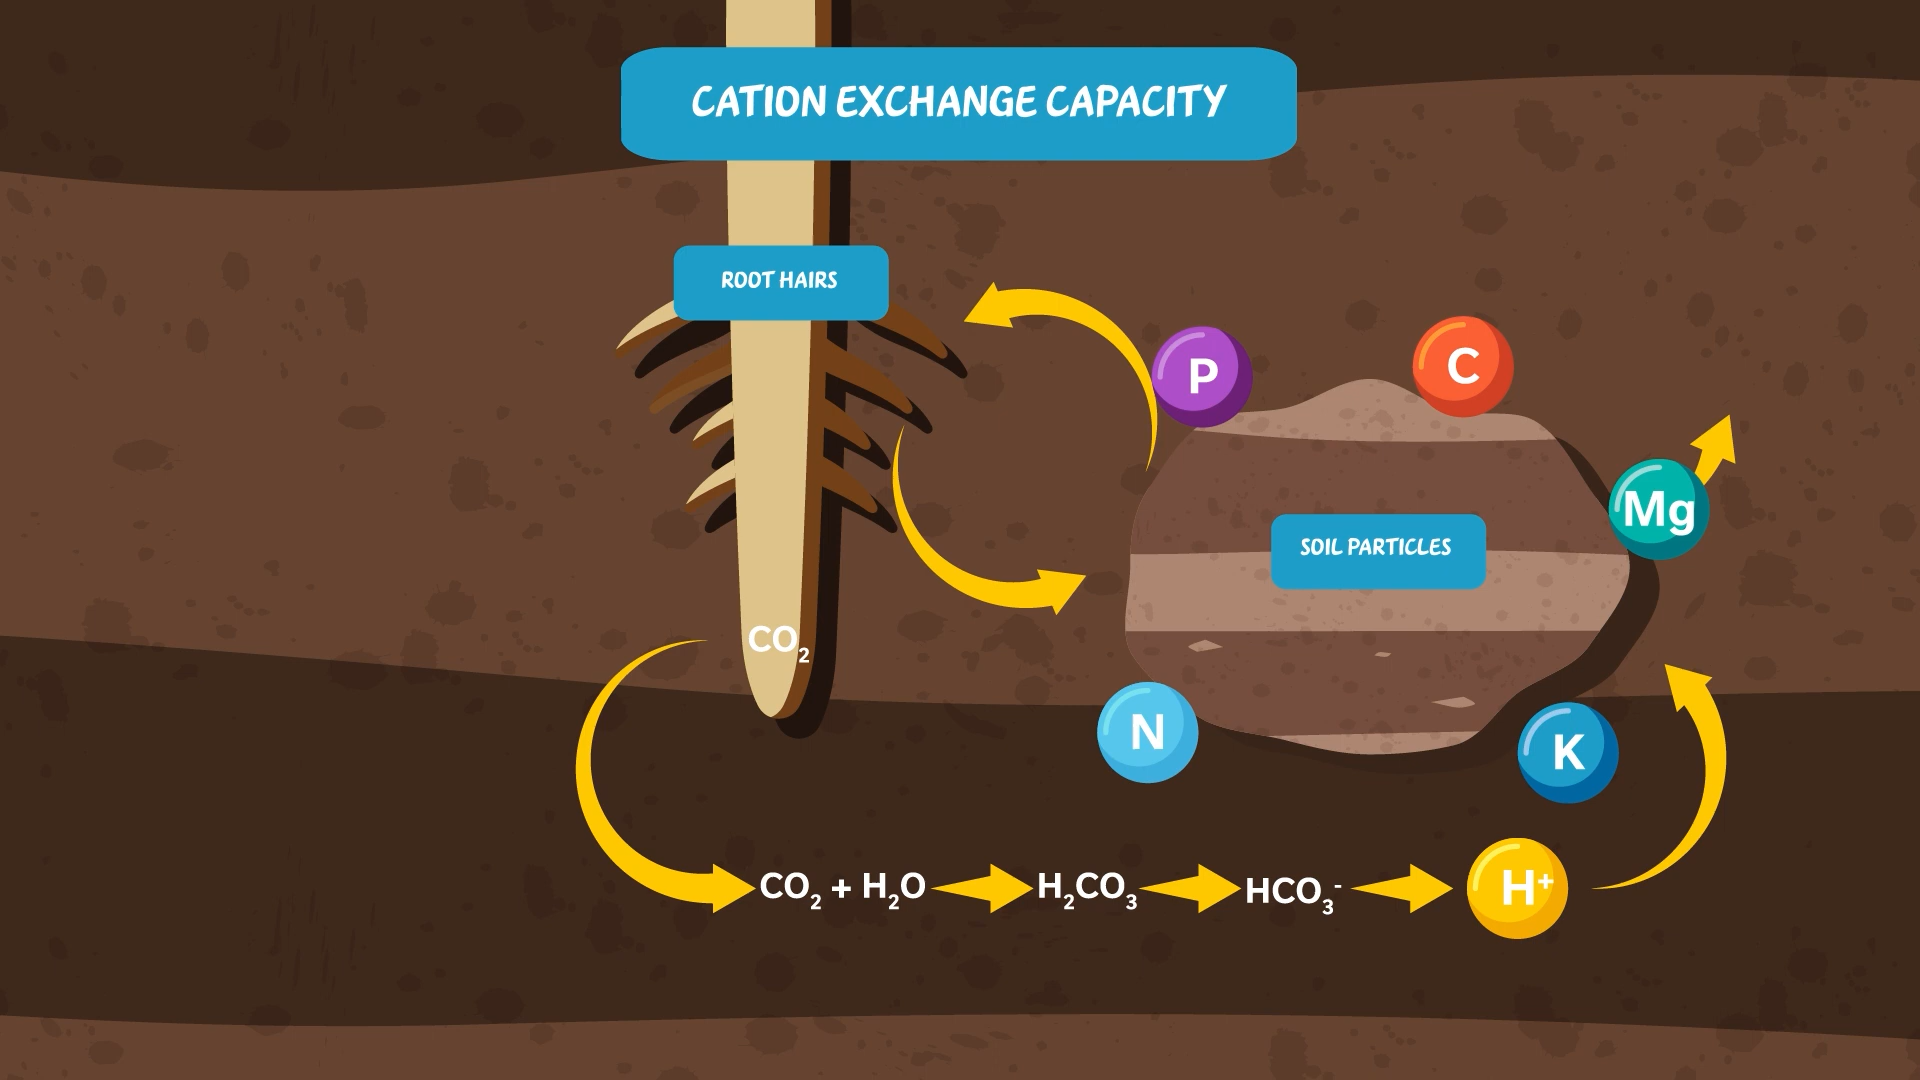 CATION EXCHANGE CAPACITY
ROOT HAIRS
P
C
Mg
SOIL PARTICLES
CO₂
N
K
CO₂ + H₂O
H₂CO₃
HCO₃⁻
H⁺